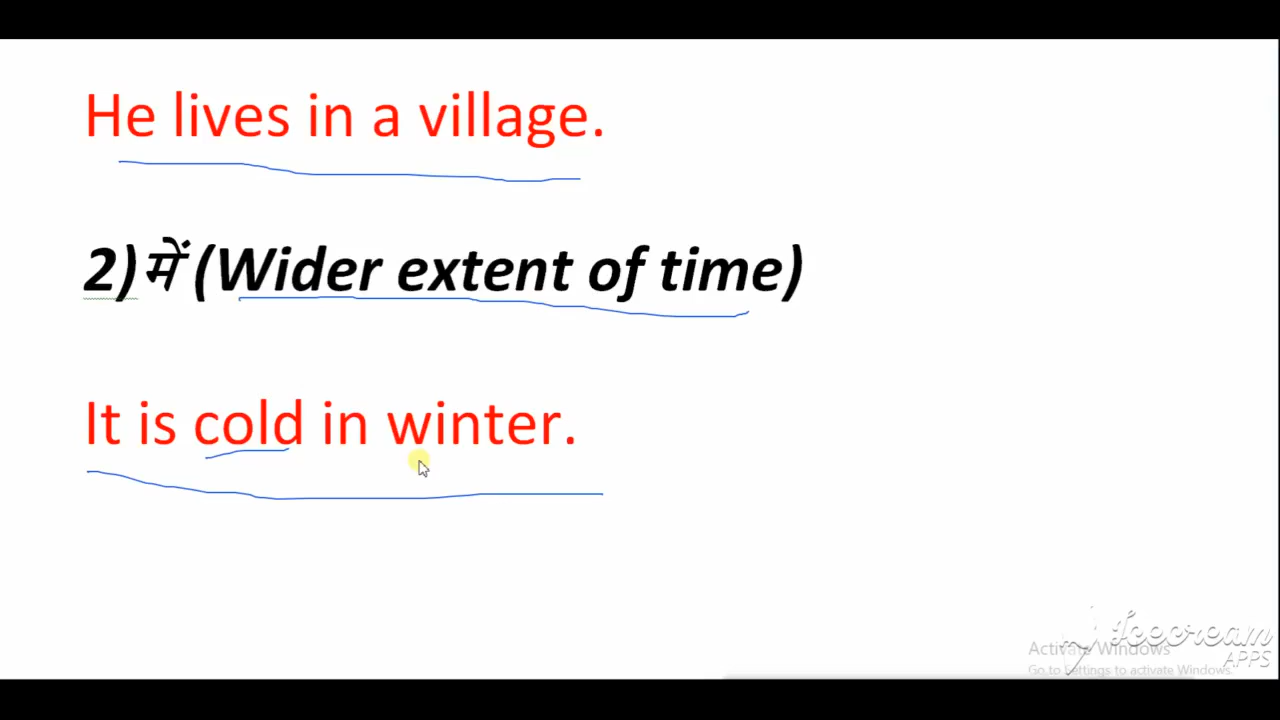 He lives in a village.
2)में (Wider extent of time)
It is cold in winter.
Icecream
APPS
Activate Windows
Go to Settings to activate Windows.